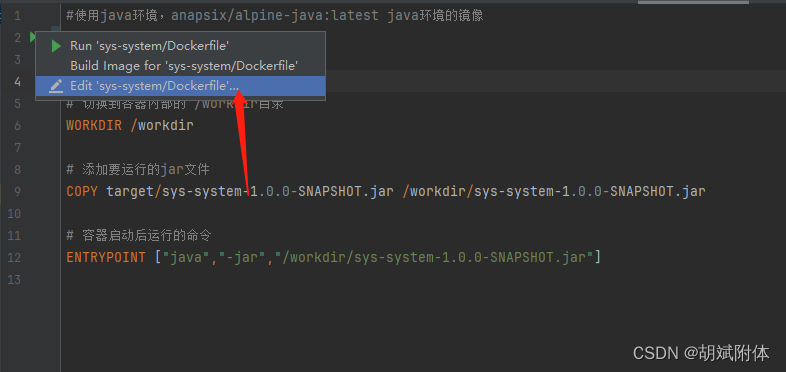 1 #使用java环境，anapsix/alpine-java:latest java环境的镜像
2
Run 'sys-system/Dockerfile'
3
Build Image for 'sys-system/Dockerfile'
4
Edit 'sys-system/Dockerfile'...
5 # 切换到容器内部的 /workdir目录
6 WORKDIR /workdir
7
8 # 添加要运行的jar文件
9 COPY target/sys-system-1.0.0-SNAPSHOT.jar /workdir/sys-system-1.0.0-SNAPSHOT.jar
10
11 # 容器启动后运行的命令
12 ENTRYPOINT ["java","-jar","/workdir/sys-system-1.0.0-SNAPSHOT.jar"]
13
CSDN @胡斌附体